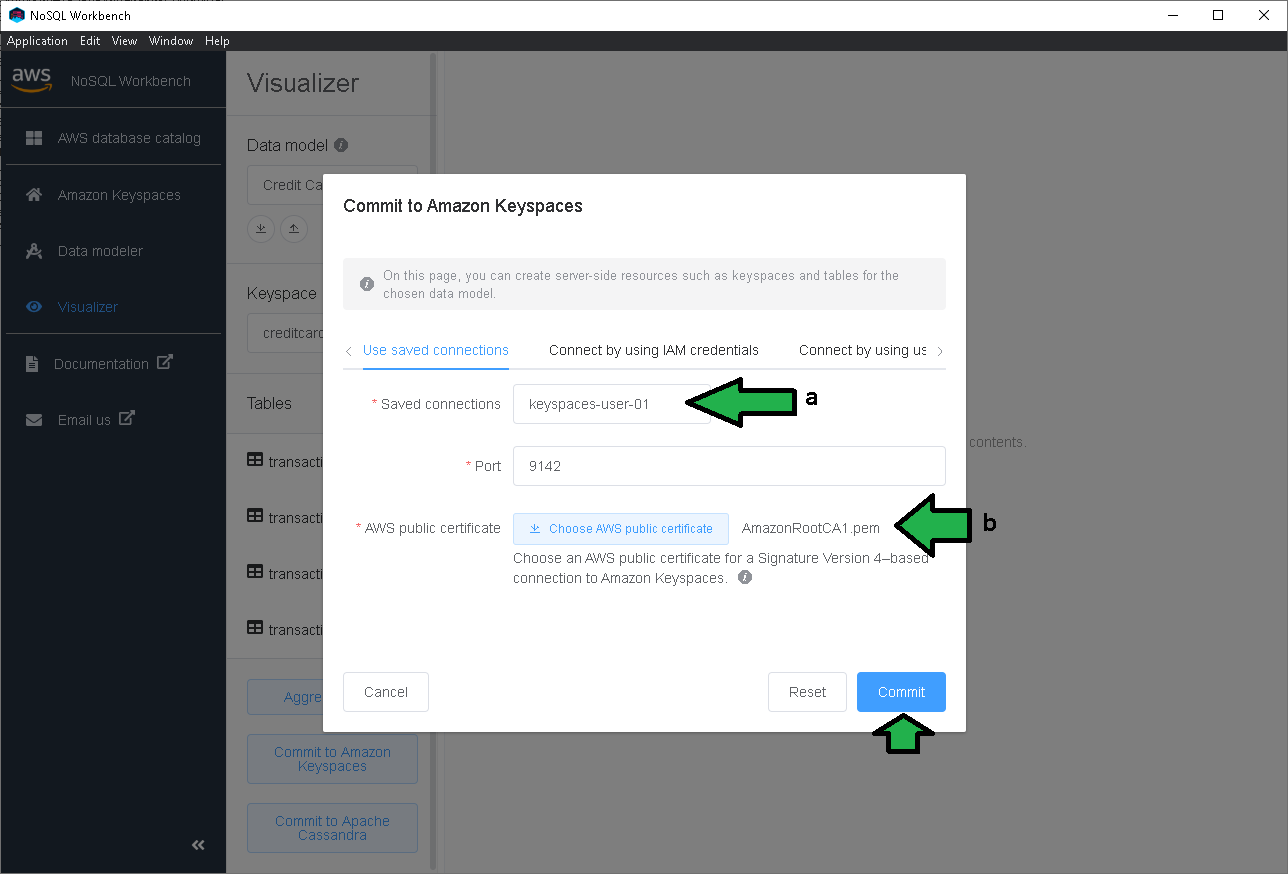 NoSQL Workbench
Application Edit View Window Help
aws NoSQL Workbench
AWS database catalog
Amazon Keyspaces
Data modeler
Visualizer
Documentation
Email us
Visualizer
Data model
Credit Ca
Keyspace
creditcard
Tables
transacti
transacti
transacti
transacti
Aggre
Commit to Amazon
Keyspaces
Commit to Apache
Cassandra
Commit to Amazon Keyspaces
On this page, you can create server-side resources such as keyspaces and tables for the
chosen data model.
Use saved connections Connect by using IAM credentials Connect by using us
* Saved connections keyspaces-user-01 a
* Port 9142
* AWS public certificate Choose AWS public certificate AmazonRootCA1.pem b
Choose an AWS public certificate for a Signature Version 4–based
connection to Amazon Keyspaces.
Cancel Reset Commit
contents.